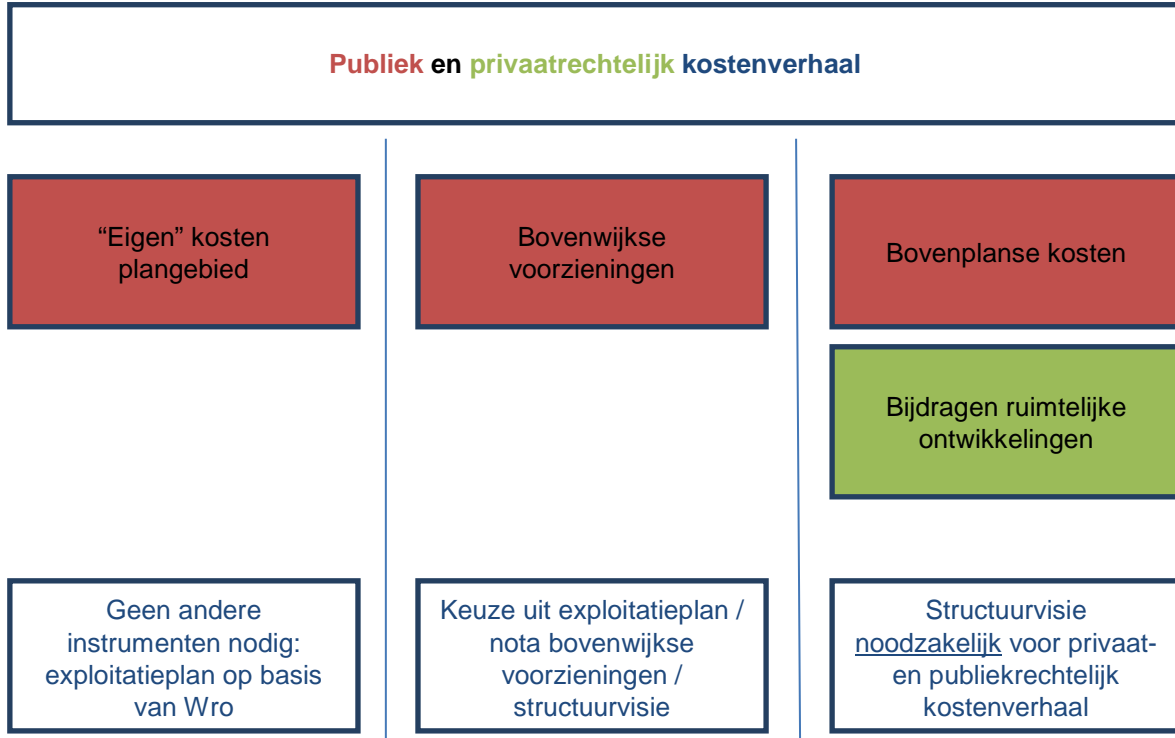 Publiek en privaatrechtelijk kostenverhaal
“Eigen” kosten
plangebied
Bovenwijkse
voorzieningen
Bovenplanse kosten
Bijdragen ruimtelijke
ontwikkelingen
Geen andere
instrumenten nodig:
exploitatieplan op basis
van Wro
Keuze uit exploitatieplan /
nota bovenwijkse
voorzieningen /
structuurvisie
Structuurvisie
noodzakelijk voor privaat-
en publiekrechtelijk
kostenverhaal